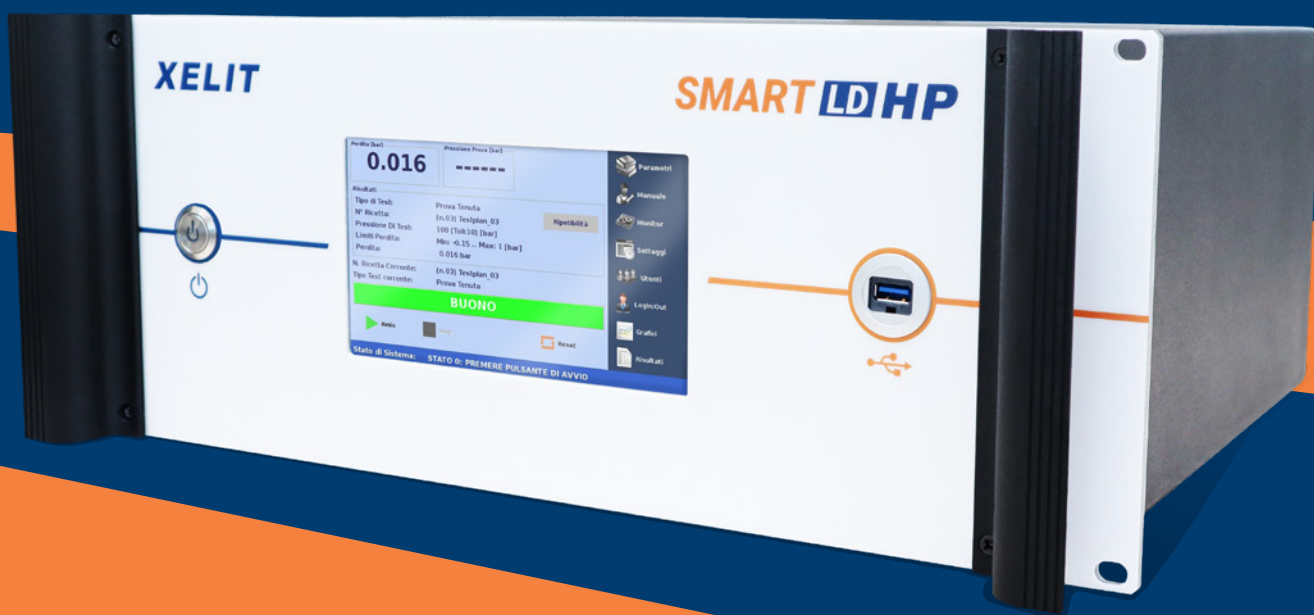 XELIT
SMART LD HP
Perdita [bar]
0.016
Pressione Prova [bar]
------
Risultati
Tipo di Test: Prova Tenuta
N° Ricetta: (n.03) Testplan_03
Pressione Di Test: 100 (Toll:10) [bar]
Limiti Perdita: Min: -0.15 ... Max: 1 [bar]
Perdita: 0.016 bar
Ripetibilità
N. Ricetta Corrente: (n.03) Testplan_03
Tipo Test corrente: Prova Tenuta
BUONO
Avvio
Reset
Stato di Sistema: STATO 0: PREMERE PULSANTE DI AVVIO
Parametri
Manuale
Monitor
Settaggi
Utenti
Login/Out
Grafici
Risultati